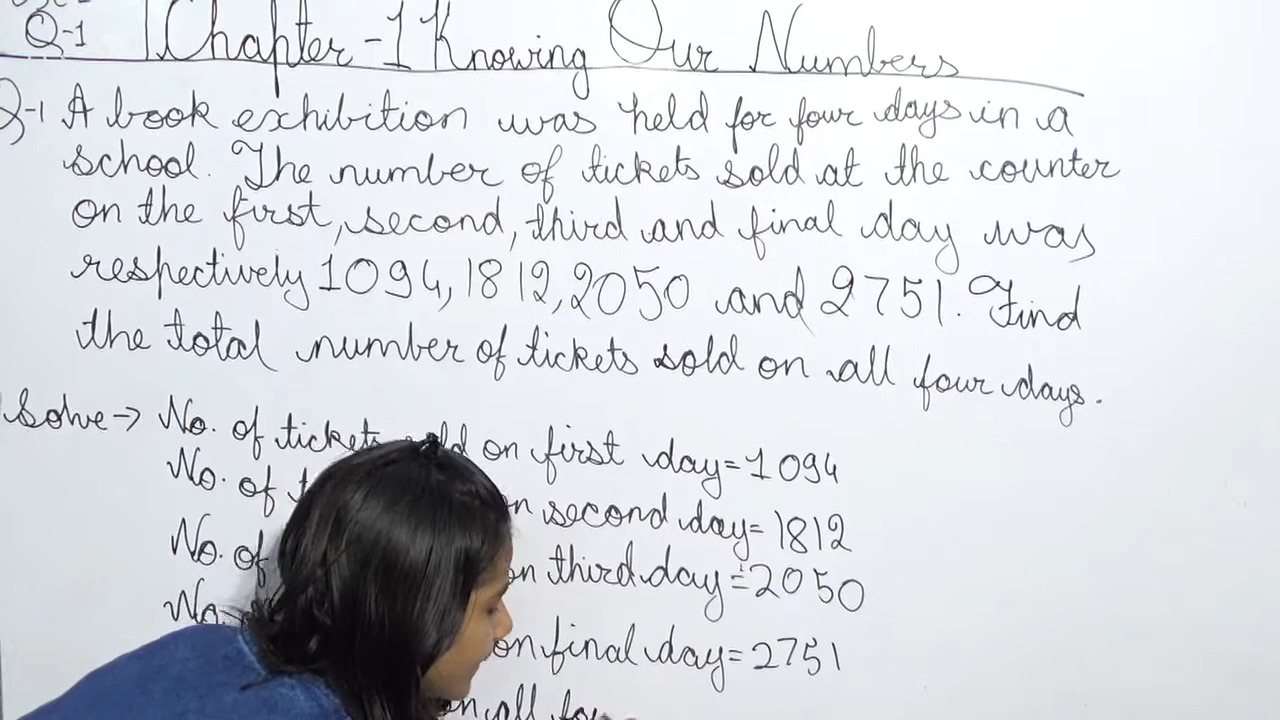 Q-1 Chapter-1 Knowing Our Numbers
Q-1 A book exhibition was held for four days in a
school. The number of tickets sold at the counter
on the first, second, third and final day was
respectively 1094, 1812, 2050 and 2751. Find
the total number of tickets sold on all four days.
Solve→ No. of tickets sold on first day=1094
No. of second day=1812
No. of on third day=2050
No. on final day=2751
on all